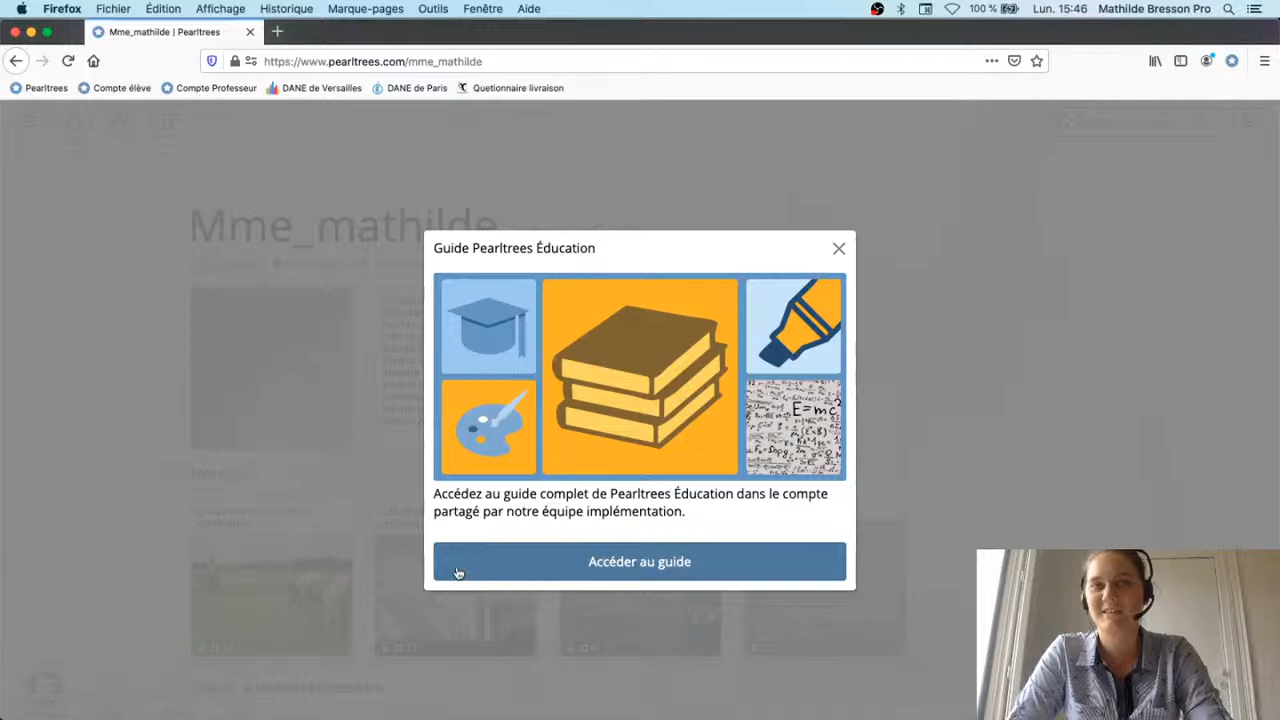 Firefox Fichier Édition Affichage Historique Marque-pages Outils Fenêtre Aide 100 % Lun. 15:46 Mathilde Bresson Pro
Mme_mathilde | Pearltrees
https://www.pearltrees.com/mme_mathilde
Pearltrees Compte élève Compte Professeur DANE de Versailles DANE de Paris Quetionnaire livraison
Mme_mathilde
Guide Pearltrees Éducation
E=mc
Accédez au guide complet de Pearltrees Éducation dans le compte
partagé par notre équipe implémentation.
Accéder au guide